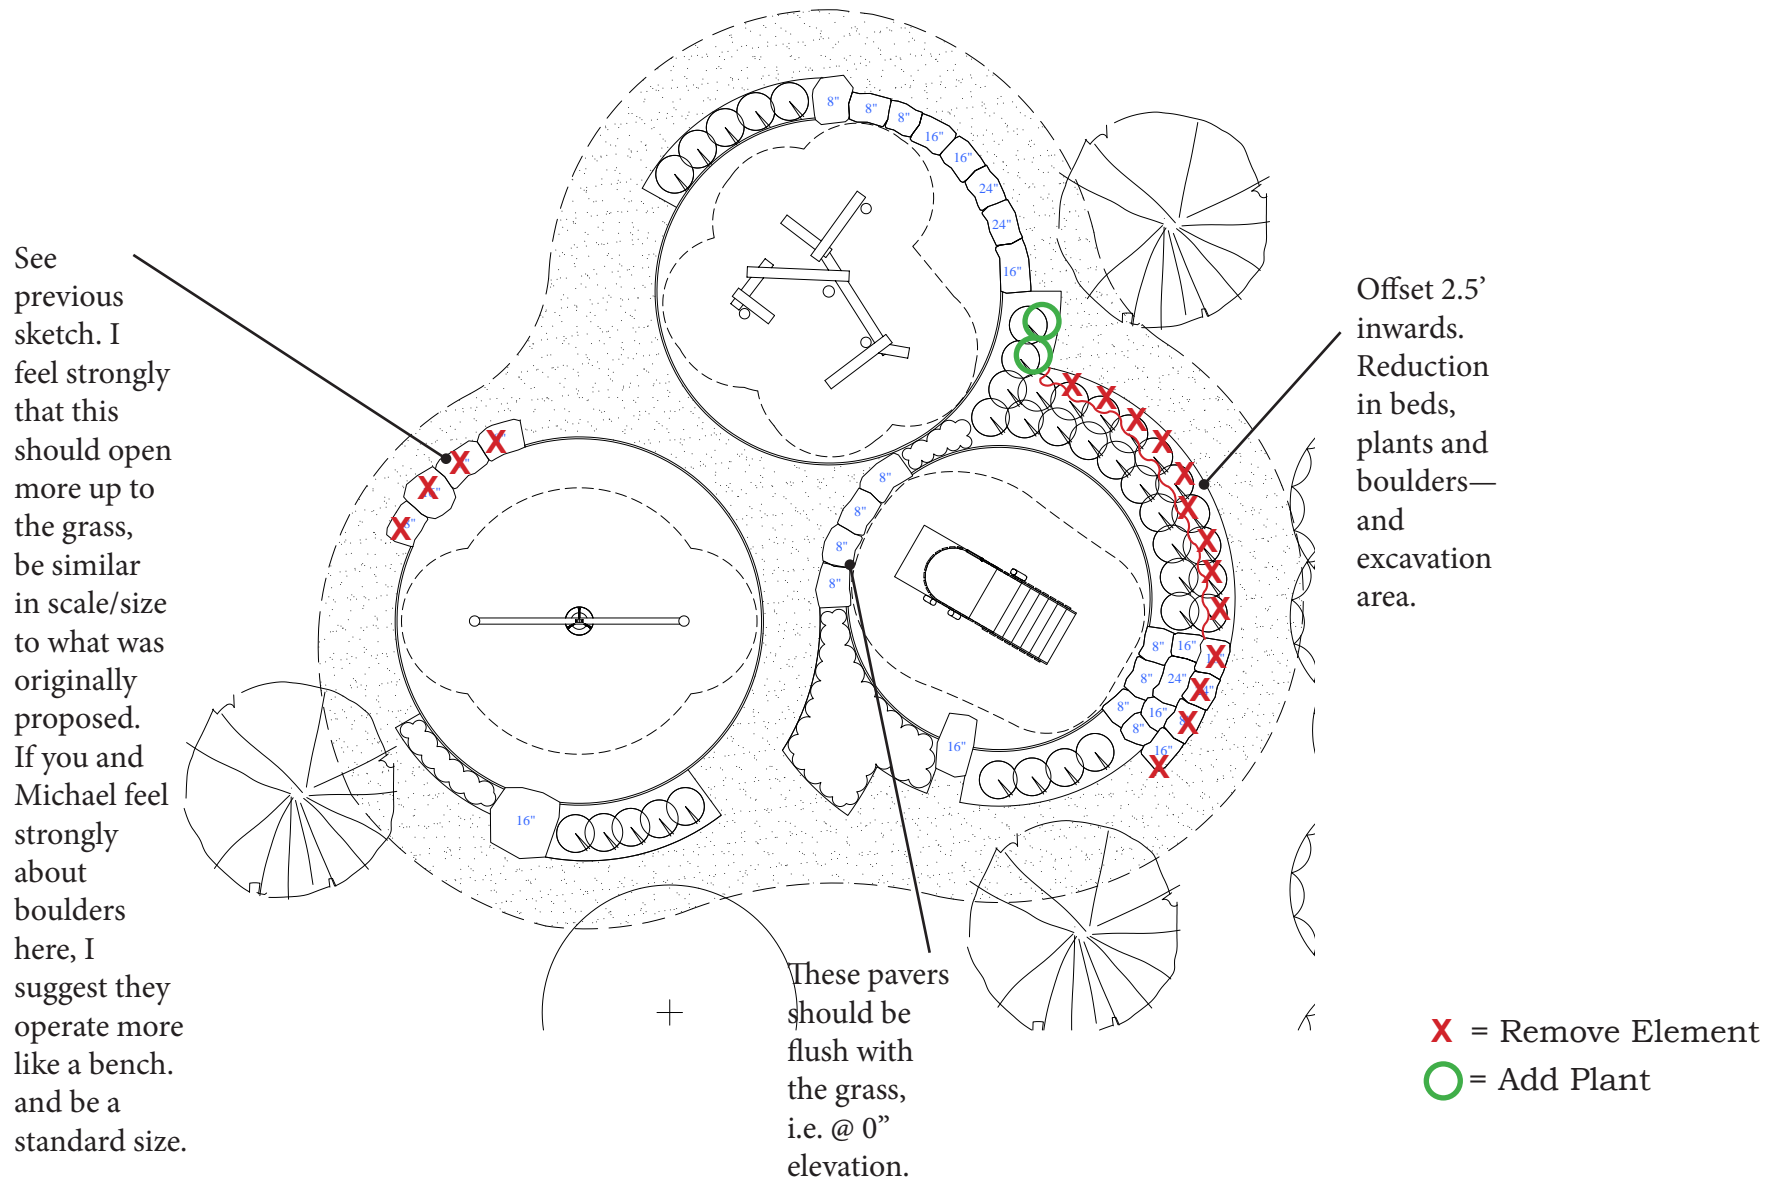 See
previous
sketch. I
feel strongly
that this
should open
more up to
the grass,
be similar
in scale/size
to what was
originally
proposed.
If you and
Michael feel
strongly
about
boulders
here, I
suggest they
operate more
like a bench.
and be a
standard size.
8"
8"
8"
16"
16"
24"
24"
16"
8"
8"
8"
8"
8"
16"
8"
24"
8"
16"
8"
16"
16"
16"
Offset 2.5’
inwards.
Reduction
in beds,
plants and
boulders—
and
excavation
area.
These pavers
should be
flush with
the grass,
i.e. @ 0”
elevation.
X = Remove Element
= Add Plant